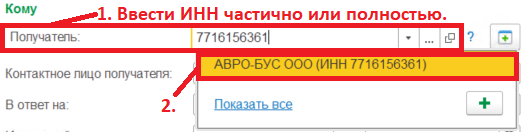 Кому
1. Ввести ИНН частично или полностью.
Получатель: 7716156361 ... ?
Контактное лицо получателя:
АВРО-БУС ООО (ИНН 7716156361)
2.
В ответ на:
Показать все +